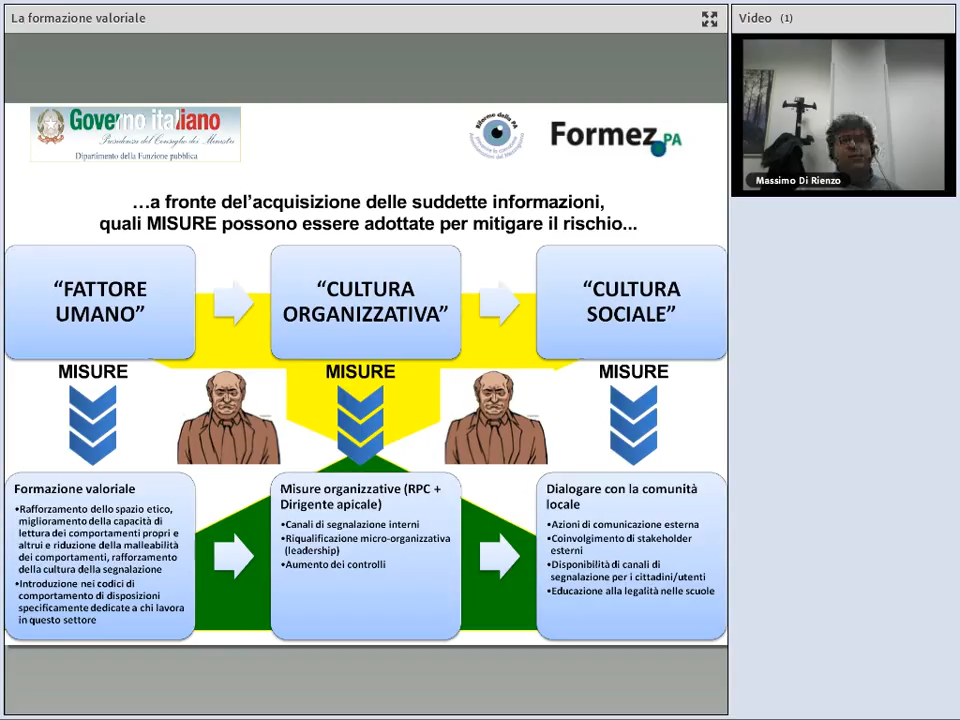 La formazione valoriale
Video (1)
Massimo Di Rienzo
Governo italiano
Presidenza del Consiglio dei Ministri
Dipartimento della Funzione pubblica
Riforme della PA
Formez PA
…a fronte del’acquisizione delle suddette informazioni,
quali MISURE possono essere adottate per mitigare il rischio...
“FATTORE
UMANO”
“CULTURA
ORGANIZZATIVA”
“CULTURA
SOCIALE”
MISURE
MISURE
MISURE
Formazione valoriale
•Rafforzamento dello spazio etico,
miglioramento della capacità di
lettura dei comportamenti propri e
altrui e riduzione della malleabilità
dei comportamenti, rafforzamento
della cultura della segnalazione
•Introduzione nei codici di
comportamento di disposizioni
specificamente dedicate a chi lavora
in questo settore
Misure organizzative (RPC +
Dirigente apicale)
•Canali di segnalazione interni
•Riqualificazione micro-organizzativa
(leadership)
•Aumento dei controlli
Dialogare con la comunità
locale
•Azioni di comunicazione esterna
•Coinvolgimento di stakeholder
esterni
•Disponibilità di canali di
segnalazione per i cittadini/utenti
•Educazione alla legalità nelle scuole